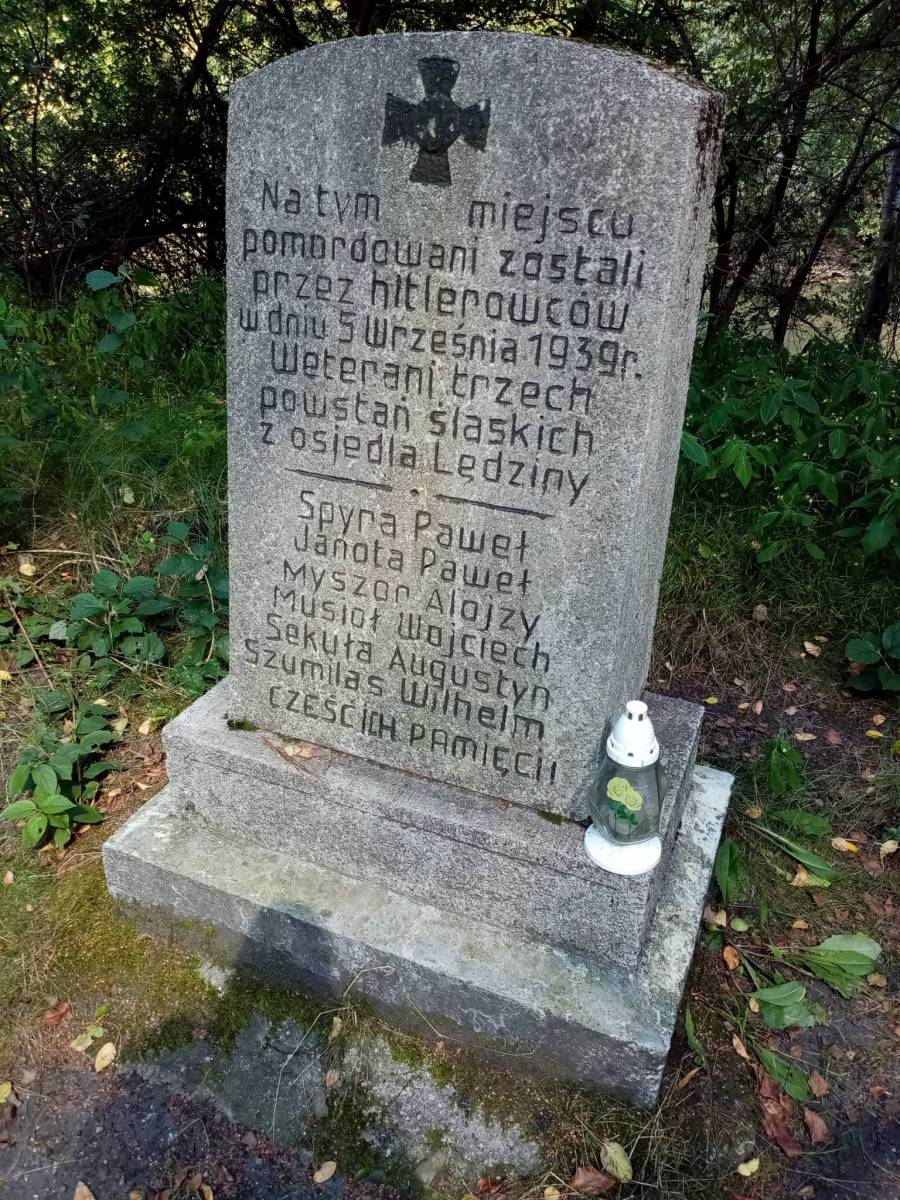 Na tym miejscu
pomordowani zostali
przez hitlerowców
w dniu 5 Września 1939r.
Weterani trzech
powstań śląskich
z osiedla Lędziny
Spyra Paweł
Janota Paweł
Myszor Alojzy
Musioł Wojciech
Sekuła Augustyn
Szumilas Wilhelm
CZEŚĆ ICH PAMIĘCI!